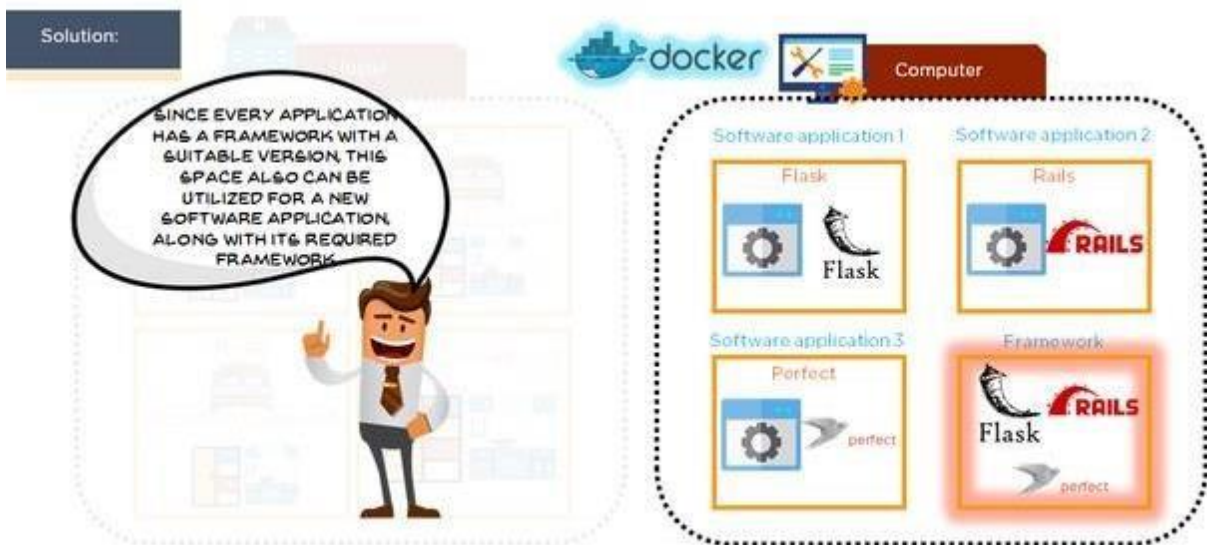 Solution:
docker
Computer
SINCE EVERY APPLICATION
HAS A FRAMEWORK WITH A
SUITABLE VERSION, THIS
SPACE ALSO CAN BE
UTILIZED FOR A NEW
SOFTWARE APPLICATION,
ALONG WITH ITS REQUIRED
FRAMEWORK
Software application 1
Software application 2
Flask
Rails
Flask
RAILS
Software application 3
Framework
Perfect
perfect
Flask
RAILS
perfect